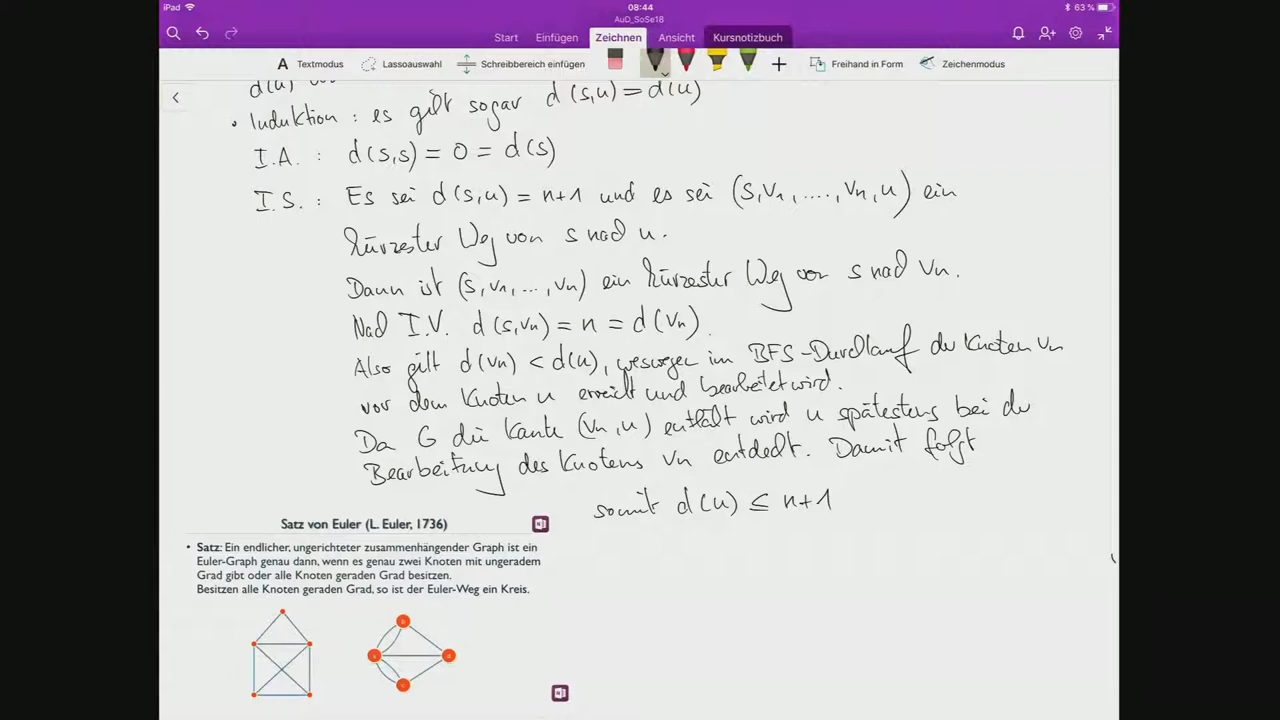 iPad
08:44
63 %
AuD_SoSe18
Start Einfügen Zeichnen Ansicht Kursnotizbuch
Textmodus Lassoauswahl Schreibbereich einfügen Freihand in Form Zeichenmodus
d(u)
• Induktion : es gilt sogar d(s,u) = d(u)
I.A. : d(s,s) = 0 = d(s)
I.S. : Es sei d(s,u) = n+1 und es sei (s,v1,....,vn,u) ein
kürzester Weg von s nach u.
Dann ist (s,v1,...,vn) ein kürzester Weg von s nach vn.
Nach I.V. d(s,vn) = n = d(vn).
Also gilt d(vn) < d(u), weswegen im BFS-Durchlauf der Knoten vn
vor dem Knoten u erreicht und bearbeitet wird.
Da G die Kante (vn,u) enthält wird u spätestens bei der
Bearbeitung des Knotens vn entdeckt. Damit folgt
somit d(u) ≤ n+1
Satz von Euler (L. Euler, 1736)
• Satz: Ein endlicher, ungerichteter zusammenhängender Graph ist ein
Euler-Graph genau dann, wenn es genau zwei Knoten mit ungeradem
Grad gibt oder alle Knoten geraden Grad besitzen.
Besitzen alle Knoten geraden Grad, so ist der Euler-Weg ein Kreis.